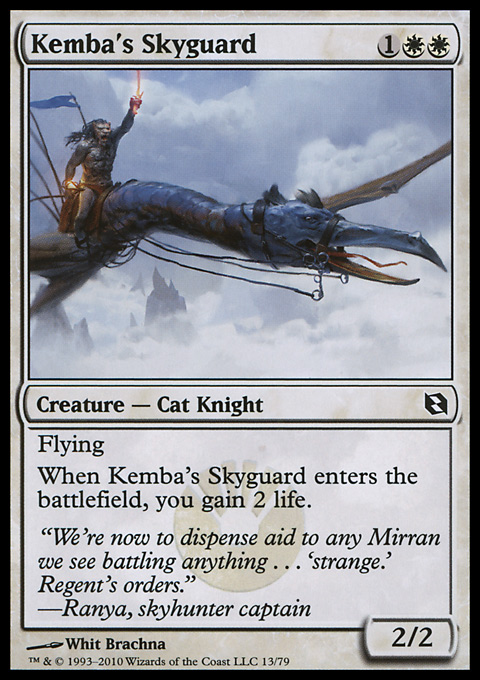 Kemba's Skyguard 1
Creature — Cat Knight
Flying
When Kemba's Skyguard enters the
battlefield, you gain 2 life.
“We're now to dispense aid to any Mirran
we see battling anything . . . ‘strange.’
Regent's orders.”
—Ranya, skyhunter captain
Whit Brachna
2/2
™ & © 1993–2010 Wizards of the Coast LLC 13/79